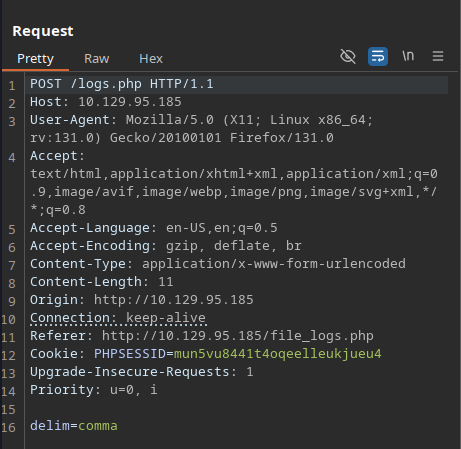 Request
Pretty Raw Hex \n
1 POST /logs.php HTTP/1.1
2 Host: 10.129.95.185
3 User-Agent: Mozilla/5.0 (X11; Linux x86_64;
rv:131.0) Gecko/20100101 Firefox/131.0
4 Accept:
text/html,application/xhtml+xml,application/xml;q=0
.9,image/avif,image/webp,image/png,image/svg+xml,*/
*;q=0.8
5 Accept-Language: en-US,en;q=0.5
6 Accept-Encoding: gzip, deflate, br
7 Content-Type: application/x-www-form-urlencoded
8 Content-Length: 11
9 Origin: http://10.129.95.185
10 Connection: keep-alive
11 Referer: http://10.129.95.185/file_logs.php
12 Cookie: PHPSESSID=mun5vu8441t4oqeelleukjueu4
13 Upgrade-Insecure-Requests: 1
14 Priority: u=0, i
15
16 delim=comma